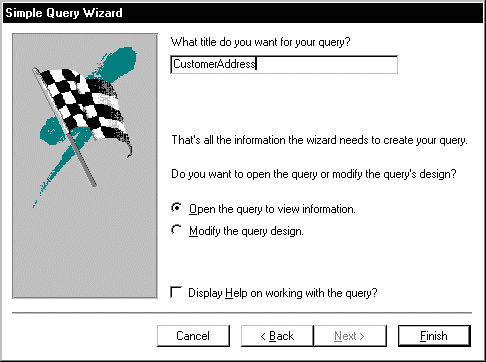 Simple Query Wizard
What title do you want for your query?
CustomerAddress
That's all the information the wizard needs to create your query.
Do you want to open the query or modify the query's design?
Open the query to view information.
Modify the query design.
Display Help on working with the query?
Cancel
< Back
Next >
Finish